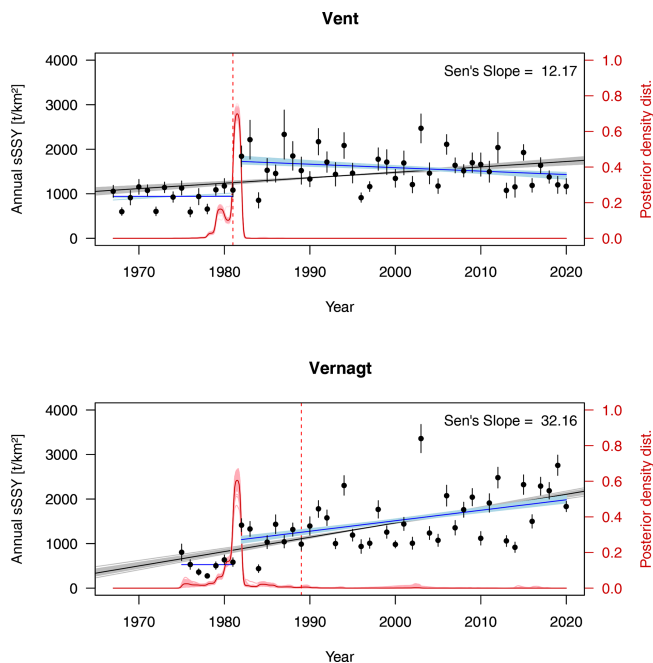 Vent
Sen's Slope = 12.17
4000
3000
2000
1000
0
Annual sSSY [t/km²]
1.0
0.8
0.6
0.4
0.2
0.0
Posterior density dist.
1970 1980 1990 2000 2010 2020
Year
Vernagt
Sen's Slope = 32.16
4000
3000
2000
1000
0
Annual sSSY [t/km²]
1.0
0.8
0.6
0.4
0.2
0.0
Posterior density dist.
1970 1980 1990 2000 2010 2020
Year